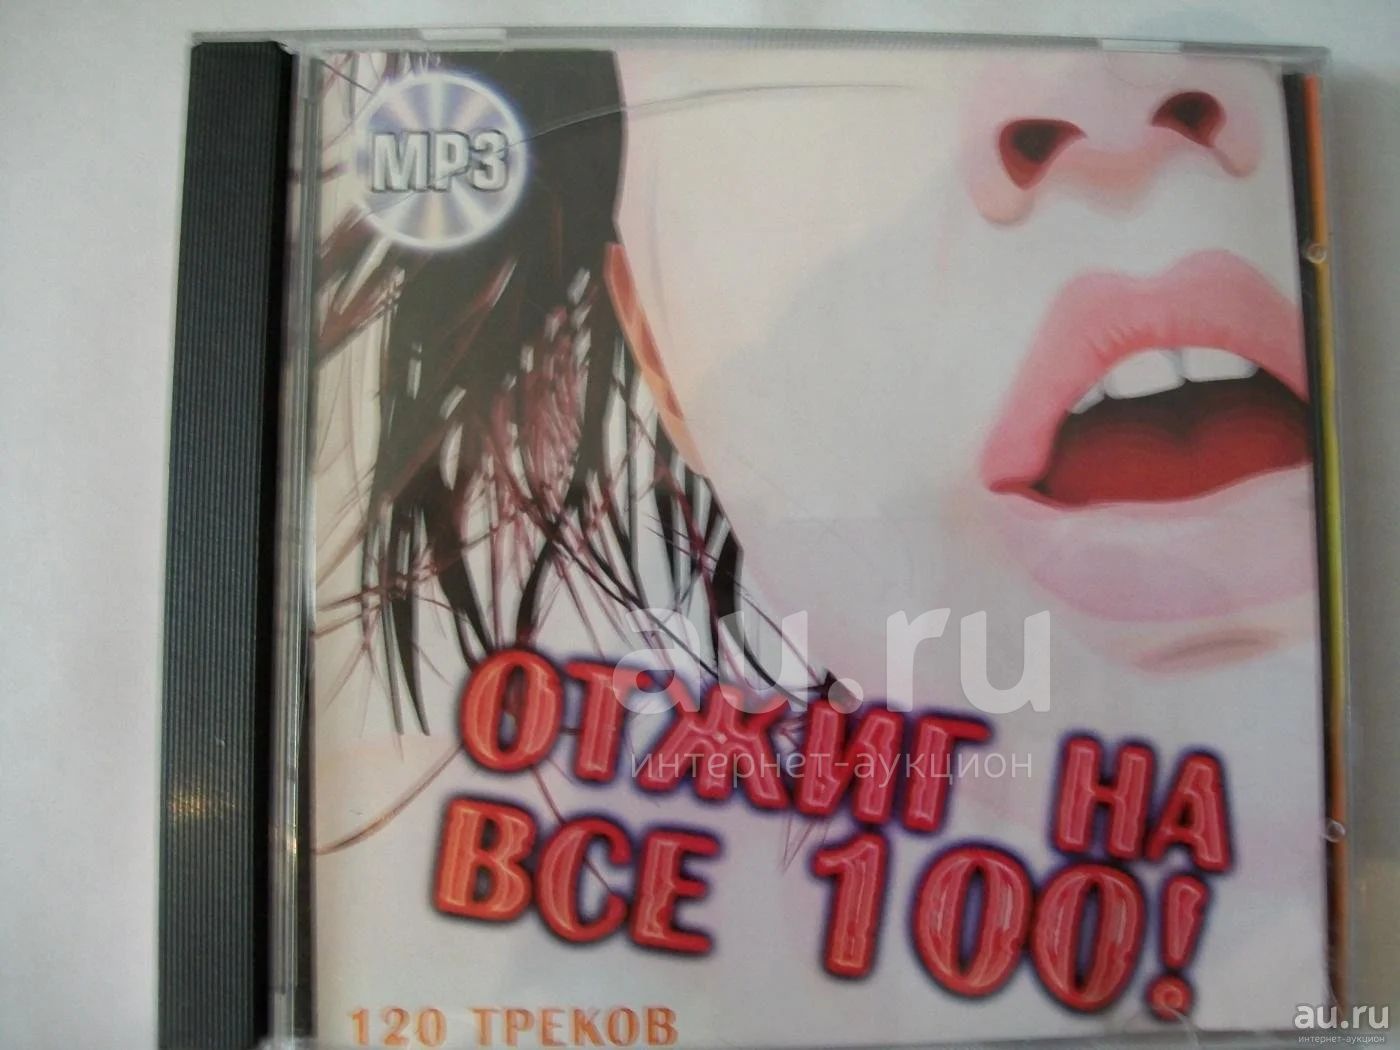 MP3
au.ru
ОТЖИГ НА
интернет-аукцион
ВСЕ 100!
120 ТРЕКОВ
au.ru
интернет-аукцион